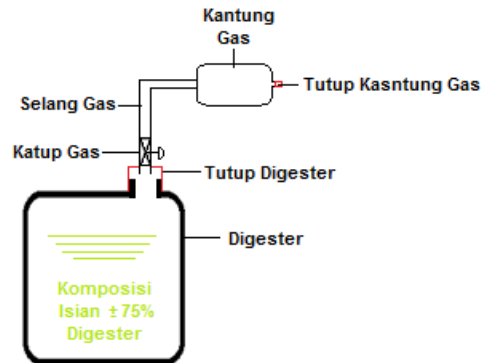 Kantung
Gas
Tutup Kasntung Gas
Selang Gas
Katup Gas
Tutup Digester
Digester
Komposisi
Isian ±75%
Digester